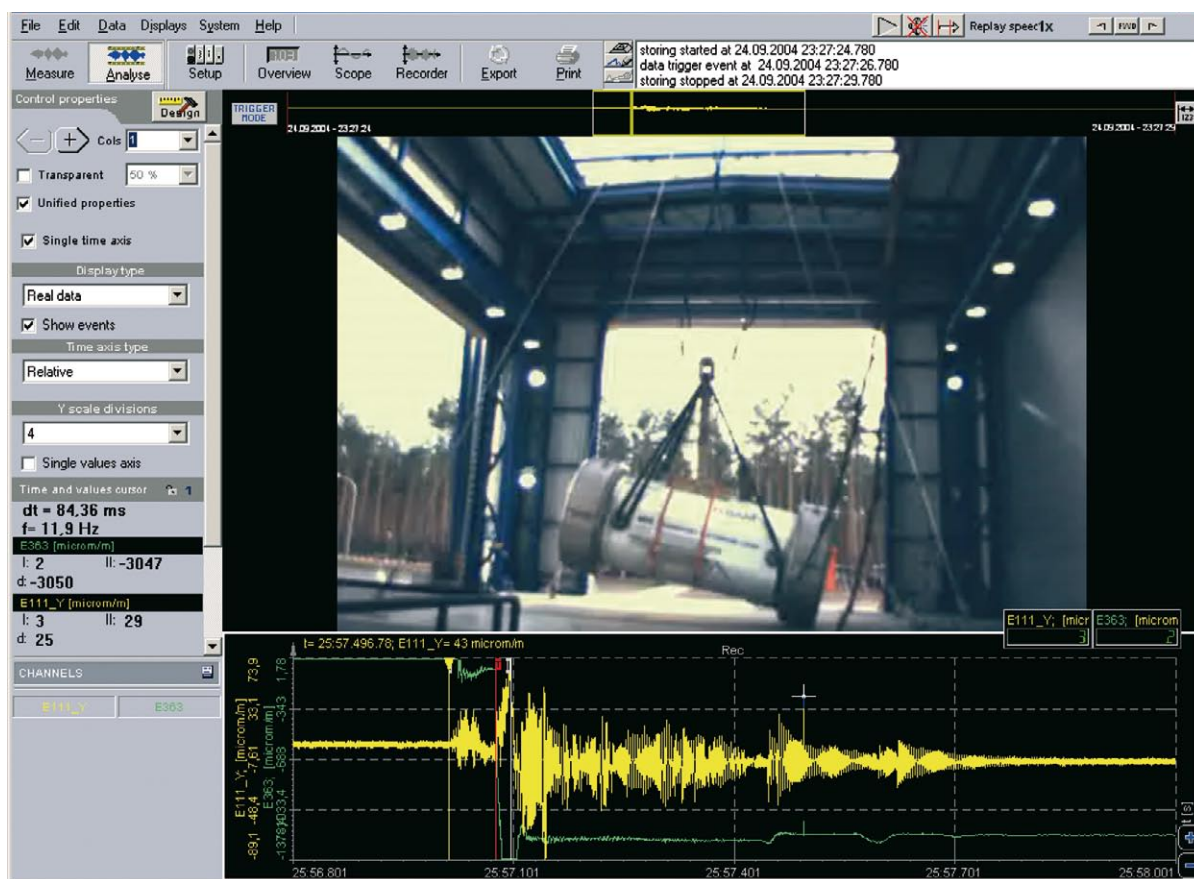 File Edit Data Displays System Help
Replay speec1x
FWD
Measure Analyse Setup Overview Scope Recorder Export Print
storing started at 24.09.2004 23:27:24.780
data trigger event at 24.09.2004 23:27:26.780
storing stopped at 24.09.2004 23:27:29.780
Control properties
Design
TRIGGER
MODE
24.09.2004 - 23:27:24
24.09.2004 - 23:27:29
123
Cols 1
Transparent 50 %
Unified properties
Single time axis
Display type
Real data
Show events
Time axis type
Relative
Y scale divisions
4
Single values axis
Time and values cursor 1
dt = 84,36 ms
f= 11,9 Hz
E363 [microm/m]
I: 2 II: -3047
d: -3050
E111_Y [microm/m]
I: 3 II: 29
d: 25
CHANNELS
E111_Y E363
E111_Y; [micr E363; [microm
3 2
t= 25:57.496.78; E111_Y= 43 microm/m
Rec
E111_Y [microm/m]
-89,1 -48,4 -7,61 33,1 73,9
E363; [microm/m]
-688 -343 1,78
25:56.801 25:57.101 25:57.401 25:57.701 25:58.001
t [s]